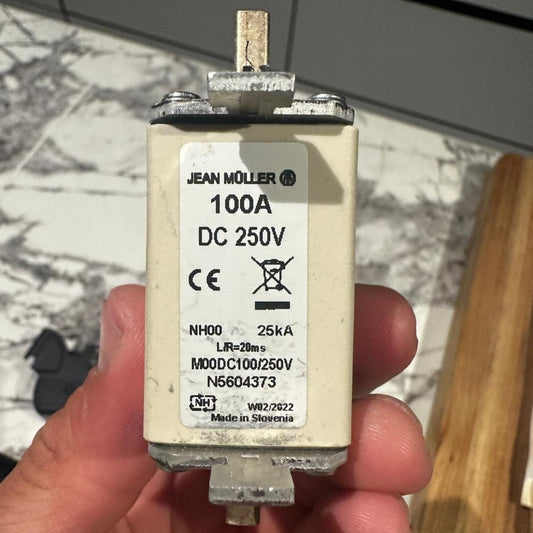 JEAN MÜLLER
100A
DC 250V
CE
NH00 25kA
L/R=20ms
M00DC100/250V
N5604373
NH W02/2022
Made in Slovenia